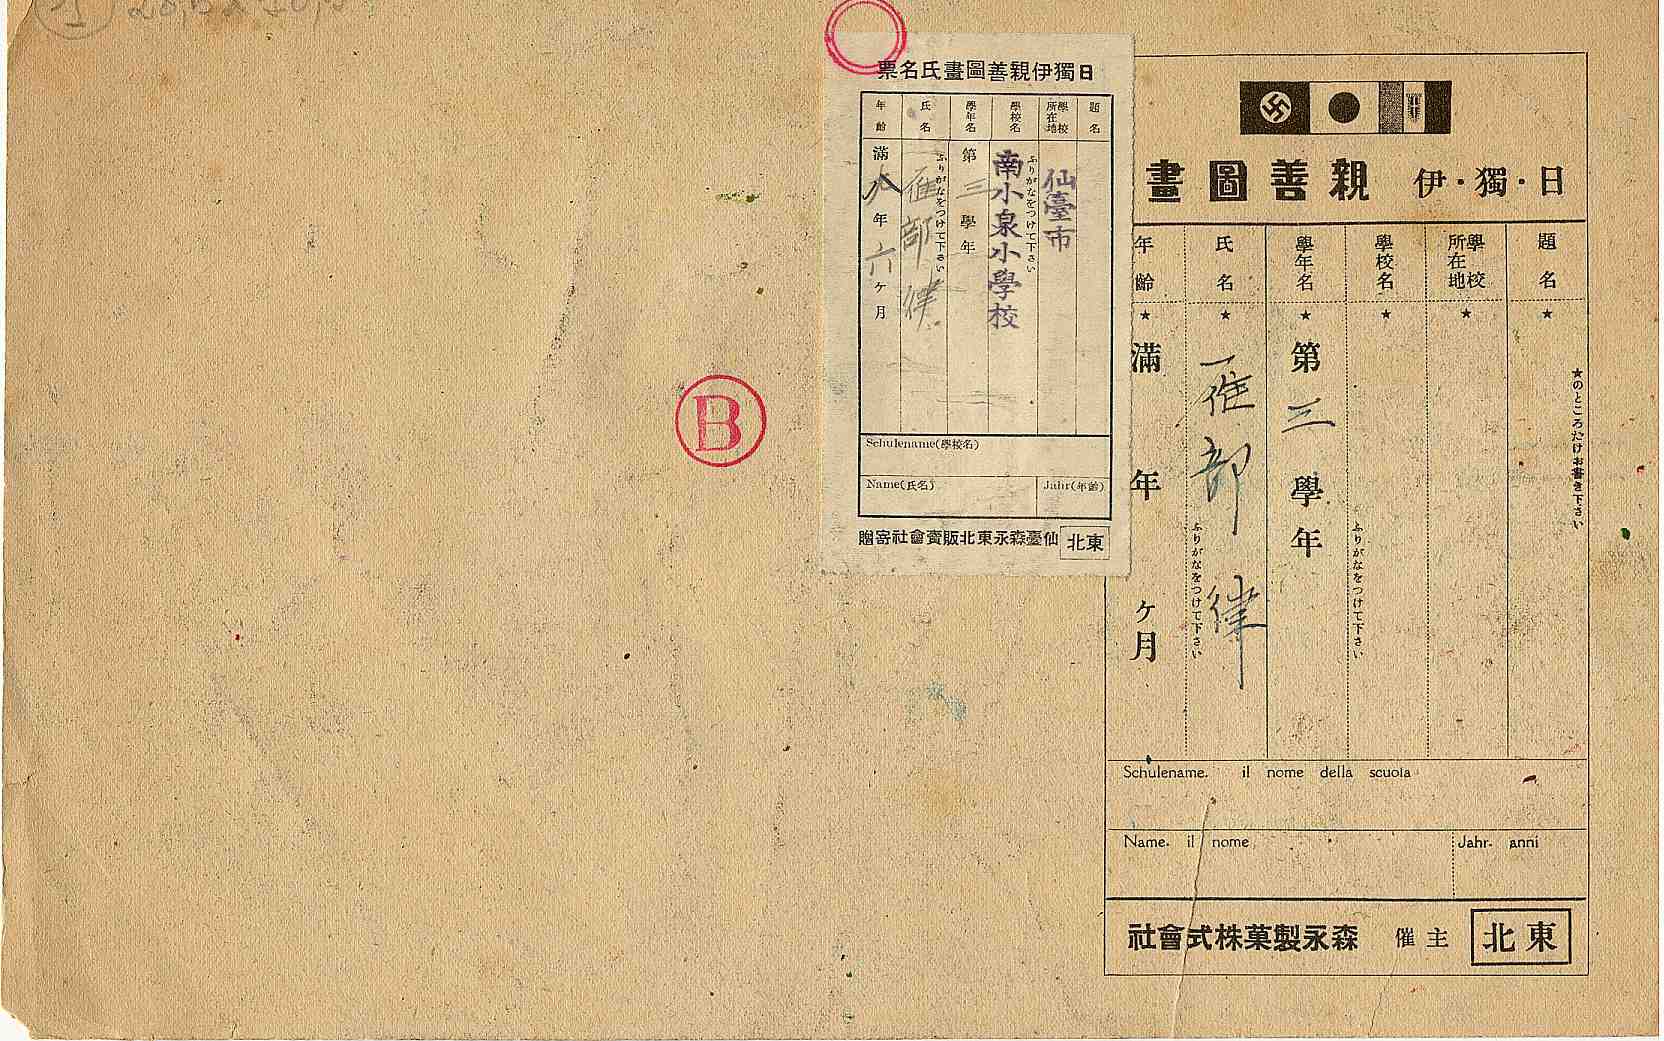 日獨伊親善圖畫氏名票
題名
學校所在地
仙臺市
學校名
ふりがなをつけて下さい
南小泉小學校
學年名
第三學年
氏名
ふりがなをつけて下さい
部
年齡
滿八年六ケ月
Schulename(學校名)
Name(氏名)
Jahr(年齡)
東北
仙臺森永東北販賣會社寄贈
B
日・獨・伊
親善圖畫
★のところだけお書き下さい
題名
★
學校所在地
★
學校名
★
ふりがなをつけて下さい
學年名
★
第三學年
氏名
★
部
ふりがなをつけて下さい
年齡
★
滿年ケ月
Schulename. il nome della scuola
Name. il nome
Jahr. anni
東北
主催
森永製菓株式會社